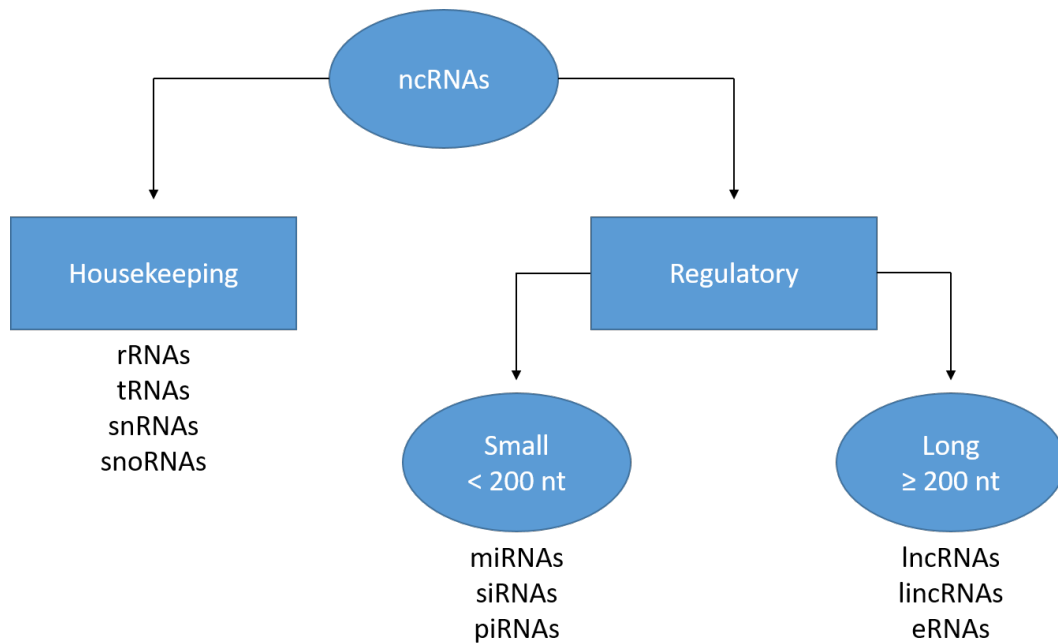 ncRNAs
Housekeeping
rRNAs
tRNAs
snRNAs
snoRNAs
Regulatory
Small
< 200 nt
miRNAs
siRNAs
piRNAs
Long
≥ 200 nt
lncRNAs
lincRNAs
eRNAs